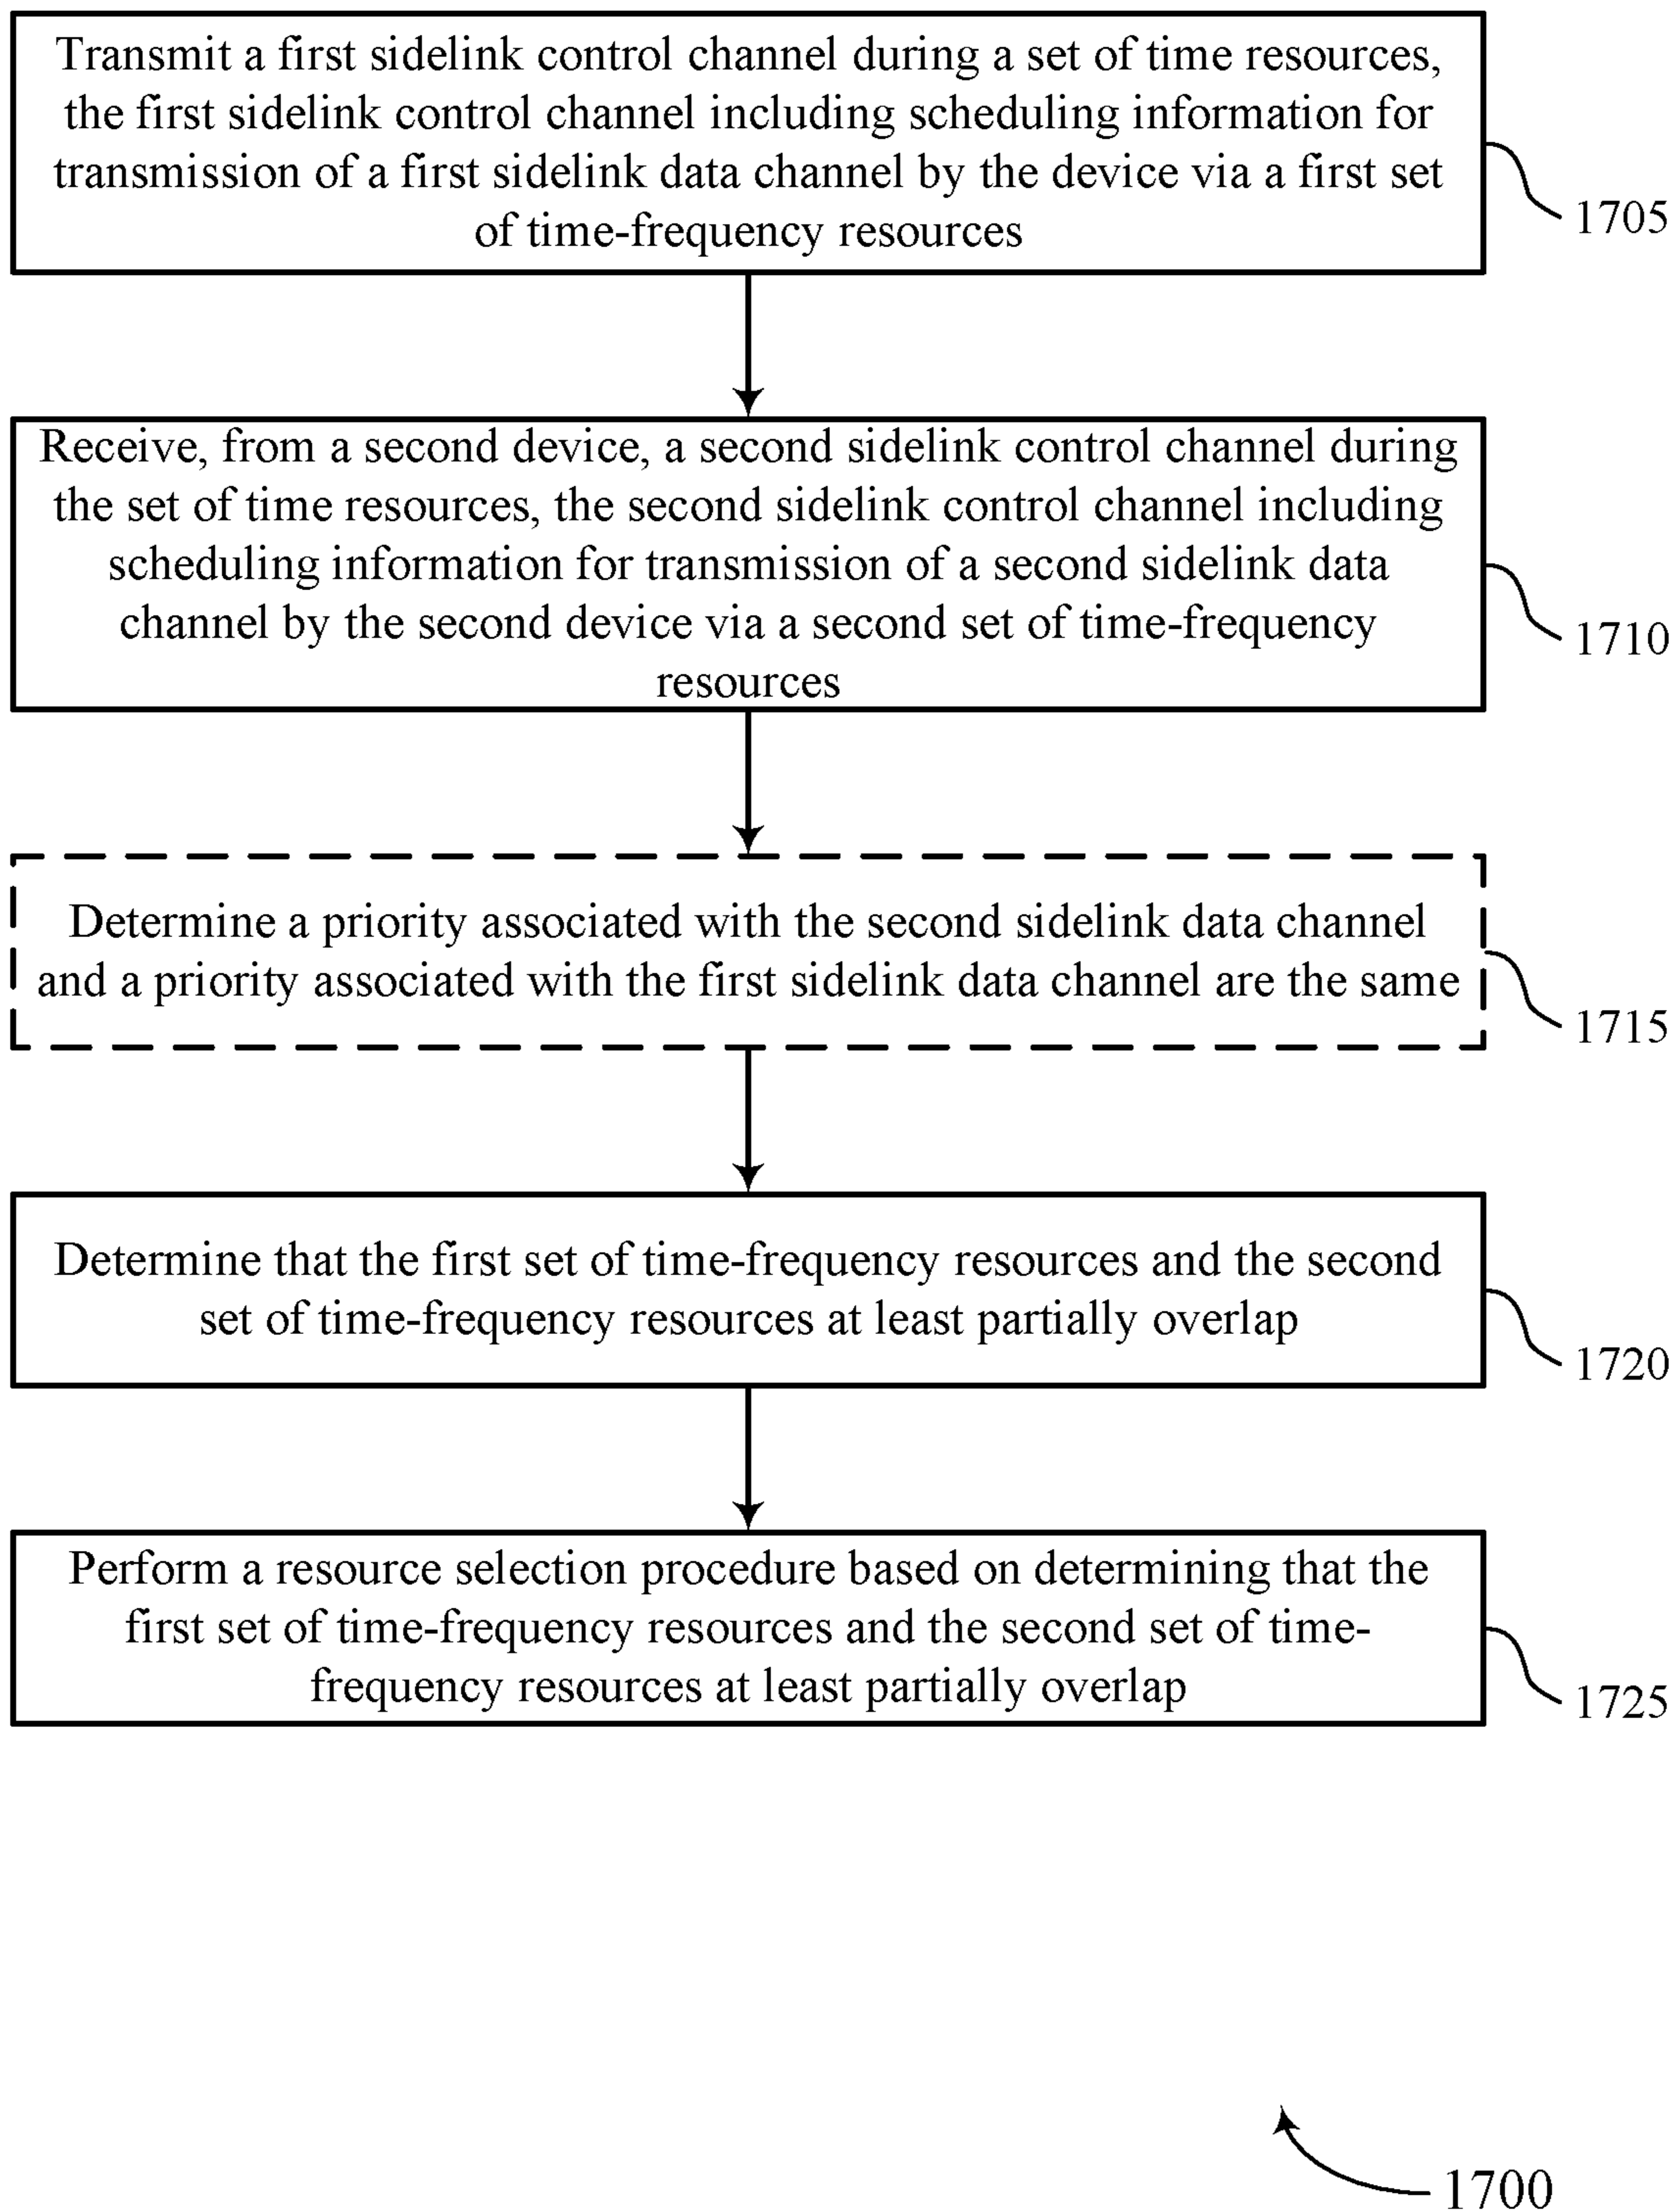 Transmit a first sidelink control channel during a set of time resources,
the first sidelink control channel including scheduling information for
transmission of a first sidelink data channel by the device via a first set
of time-frequency resources
1705
Receive, from a second device, a second sidelink control channel during
the set of time resources, the second sidelink control channel including
scheduling information for transmission of a second sidelink data
channel by the second device via a second set of time-frequency
resources
1710
Determine a priority associated with the second sidelink data channel
and a priority associated with the first sidelink data channel are the same
1715
Determine that the first set of time-frequency resources and the second
set of time-frequency resources at least partially overlap
1720
Perform a resource selection procedure based on determining that the
first set of time-frequency resources and the second set of time-
frequency resources at least partially overlap
1725
1700